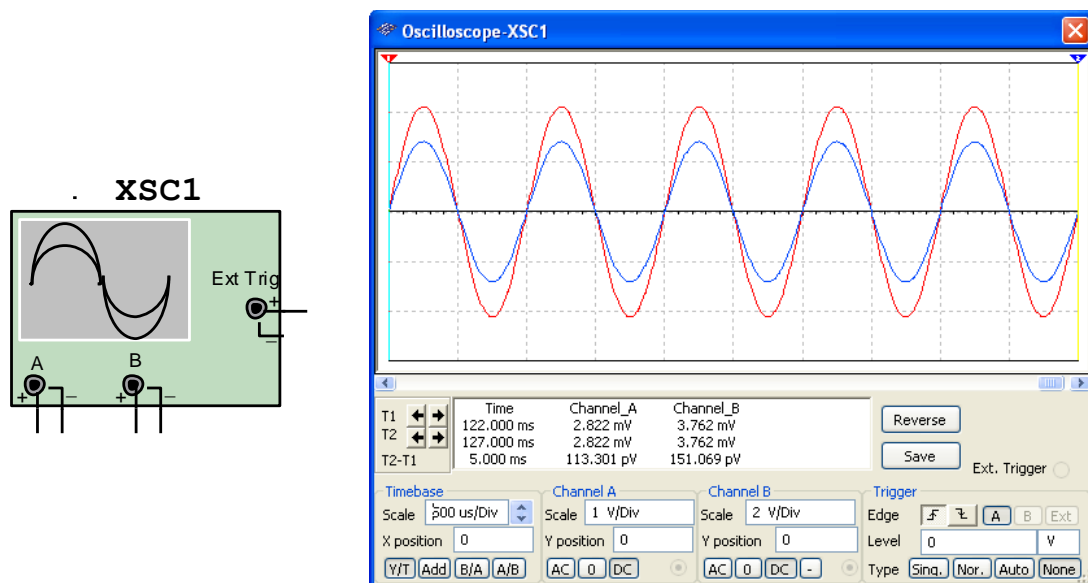 XSC1
Ext Trig
+
−
A
B
+ −
+ −
Oscilloscope-XSC1
Time Channel_A Channel_B
T1 122.000 ms 2.822 mV 3.762 mV
T2 127.000 ms 2.822 mV 3.762 mV
T2-T1 5.000 ms 113.301 pV 151.069 pV
Reverse
Save
Ext. Trigger
Timebase
Scale 500 us/Div
X position 0
Y/T Add B/A A/B
Channel A
Scale 1 V/Div
Y position 0
AC 0 DC
Channel B
Scale 2 V/Div
Y position 0
AC 0 DC -
Trigger
Edge A B Ext
Level 0 V
Type Sing. Nor. Auto None